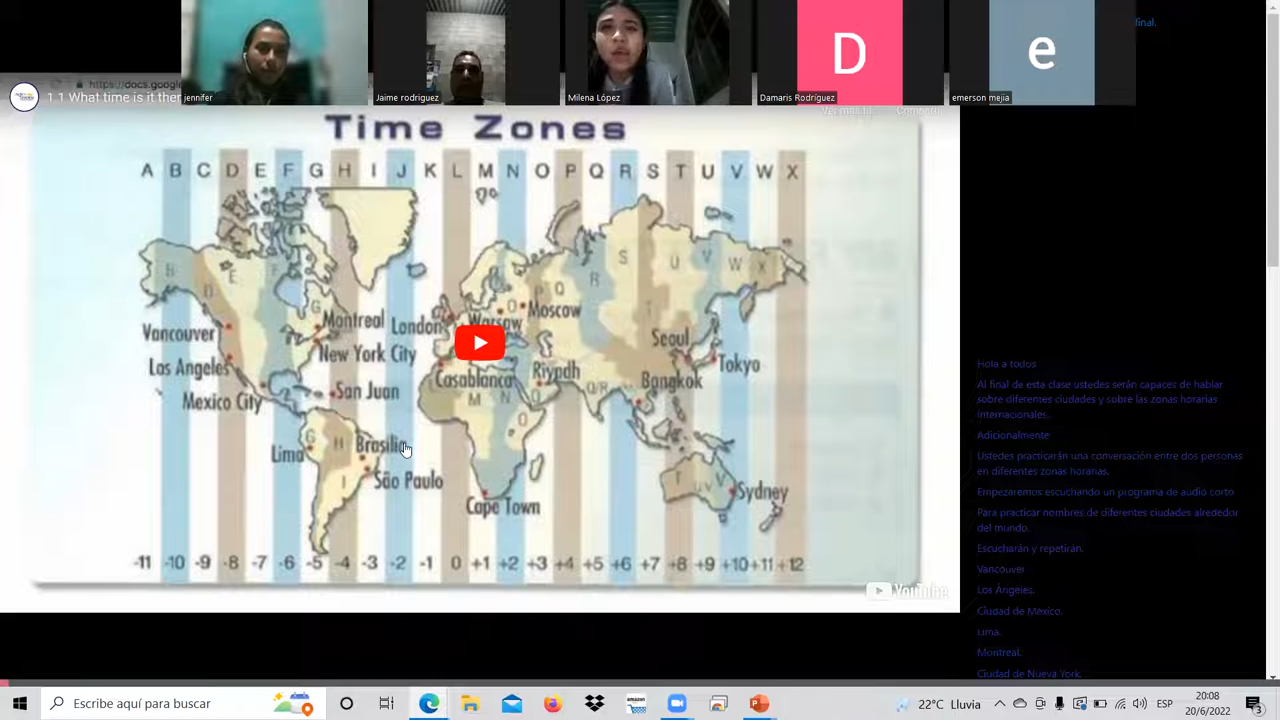 final.
https://docs.google
jennifer
Jaime rodriguez
Milena López
D
Damaris Rodríguez
e
emerson mejia
1 1 What time is it ther
Time Zones
A B C D E F G H I J K L M N O P Q R S T U V W X
B
D
E
F
G
R
S
U
V
W
X
O
P
Q
T
Vancouver
Montreal
London
Warsaw
Moscow
Los Angeles
New York City
Seoul
Tokyo
Mexico City
San Juan
Casablanca
Riyadh
Bangkok
M
N
O
Q/R
Lima
G
H
Brasília
I
São Paulo
Cape Town
T
U
V
Sydney
-11 -10 -9 -8 -7 -6 -5 -4 -3 -2 -1 0 +1 +2 +3 +4 +5 +6 +7 +8 +9 +10 +11 +12
YouTube
Hola a todos
Al final de esta clase ustedes serán capaces de hablar
sobre diferentes ciudades y sobre las zonas horarias
internacionales.
Adicionalmente
Ustedes practicarán una conversación entre dos personas
en diferentes zonas horarias.
Empezaremos escuchando un programa de audio corto
Para practicar nombres de diferentes ciudades alrededor
del mundo.
Escucharán y repetirán.
Vancouver
Los Ángeles.
Ciudad de México.
Lima.
Montreal.
Ciudad de Nueva York.
Escribe aquí para buscar
amazon
22°C Lluvia
ESP
20:08
20/6/2022
3